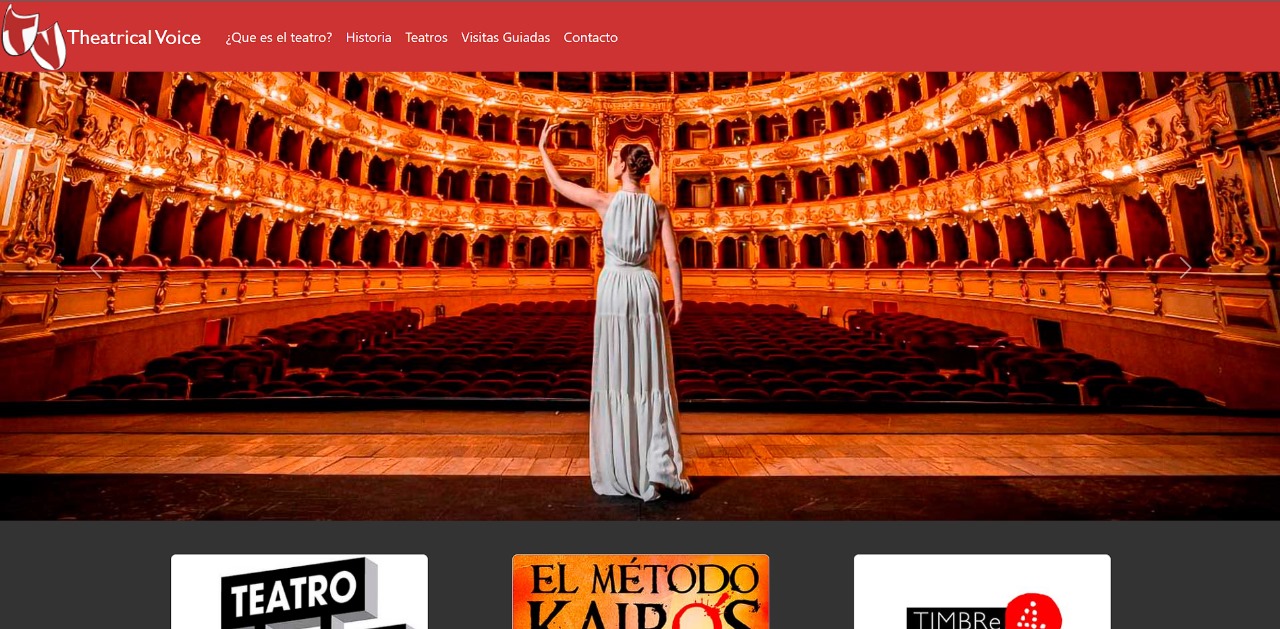 Theatrical Voice ¿Que es el teatro? Historia Teatros Visitas Guiadas Contacto
TEATRO
EL MÉTODO
KAIRÓS
TIMBRe